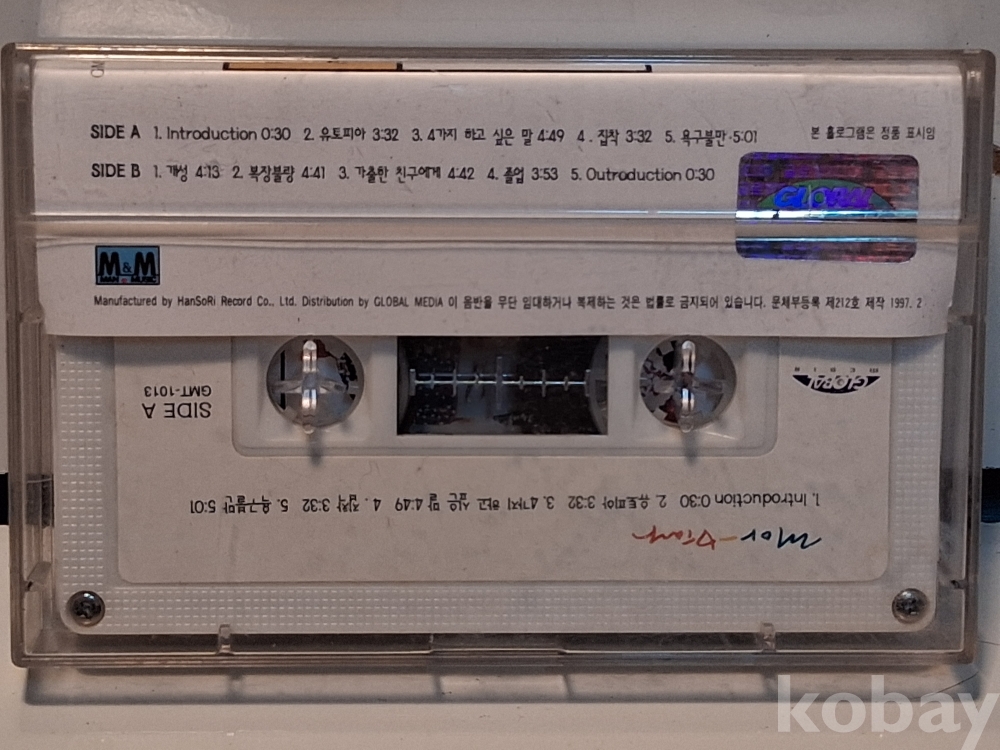 SIDE A 1. Introduction 0:30 2. 유토피아 3:32 3. 4가지 하고 싶은 말 4:49 4. 집착 3:32 5. 욕구불만 5:01
본 홀로그램은 정품 표시임
SIDE B 1. 개성 4:13 2. 복장불량 4:41 3. 가출한 친구에게 4:42 4. 졸업 3:53 5. Outroduction 0:30
GLOBAL
M&M
MAN & MUSIC
Manufactured by HanSoRi Record Co., Ltd. Distribution by GLOBAL MEDIA 이 음반을 무단 임대하거나 복제하는 것은 법률로 금지되어 있습니다. 문체부등록 제212호 제작 1997. 2
GLOBAL
MEDIA
SIDE A
GMT-1013
1. Introduction 0:30 2. 유토피아 3:32 3. 4가지 하고 싶은 말 4:49 4. 집착 3:32 5. 욕구불만 5:01
kobay